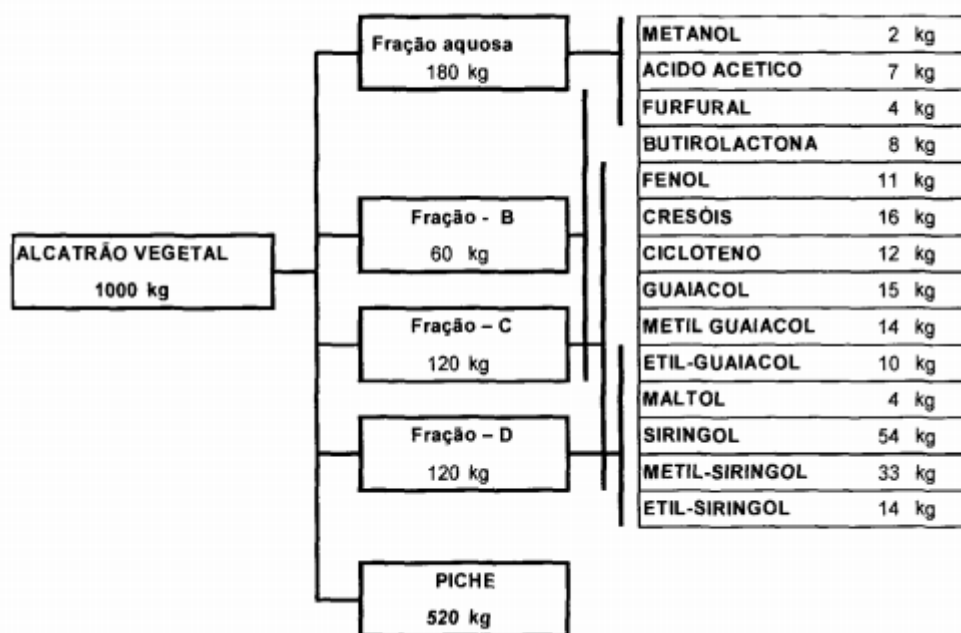 ALCATRÃO VEGETAL
1000 kg
Fração aquosa
180 kg
Fração - B
60 kg
Fração – C
120 kg
Fração – D
120 kg
PICHE
520 kg
METANOL 2 kg
ACIDO ACETICO 7 kg
FURFURAL 4 kg
BUTIROLACTONA 8 kg
FENOL 11 kg
CRESÓIS 16 kg
CICLOTENO 12 kg
GUAIACOL 15 kg
METIL GUAIACOL 14 kg
ETIL-GUAIACOL 10 kg
MALTOL 4 kg
SIRINGOL 54 kg
METIL-SIRINGOL 33 kg
ETIL-SIRINGOL 14 kg